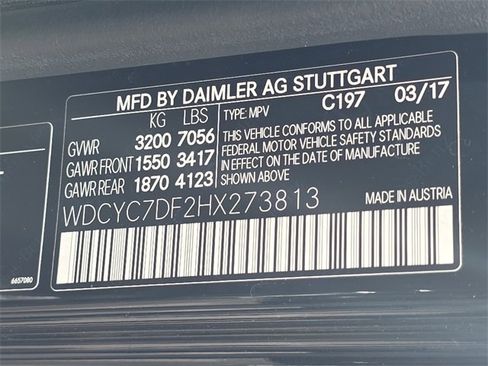 MFD BY DAIMLER AG STUTTGART
KG LBS TYPE: MPV C197 03/17
GVWR 3200 7056
GAWR FRONT 1550 3417
GAWR REAR 1870 4123
THIS VEHICLE CONFORMS TO ALL APPLICABLE
FEDERAL MOTOR VEHICLE SAFETY STANDARDS
IN EFFECT ON THE DATE OF MANUFACTURE
SHOWN ABOVE
WDCYC7DF2HX273813 MADE IN AUSTRIA
6657080